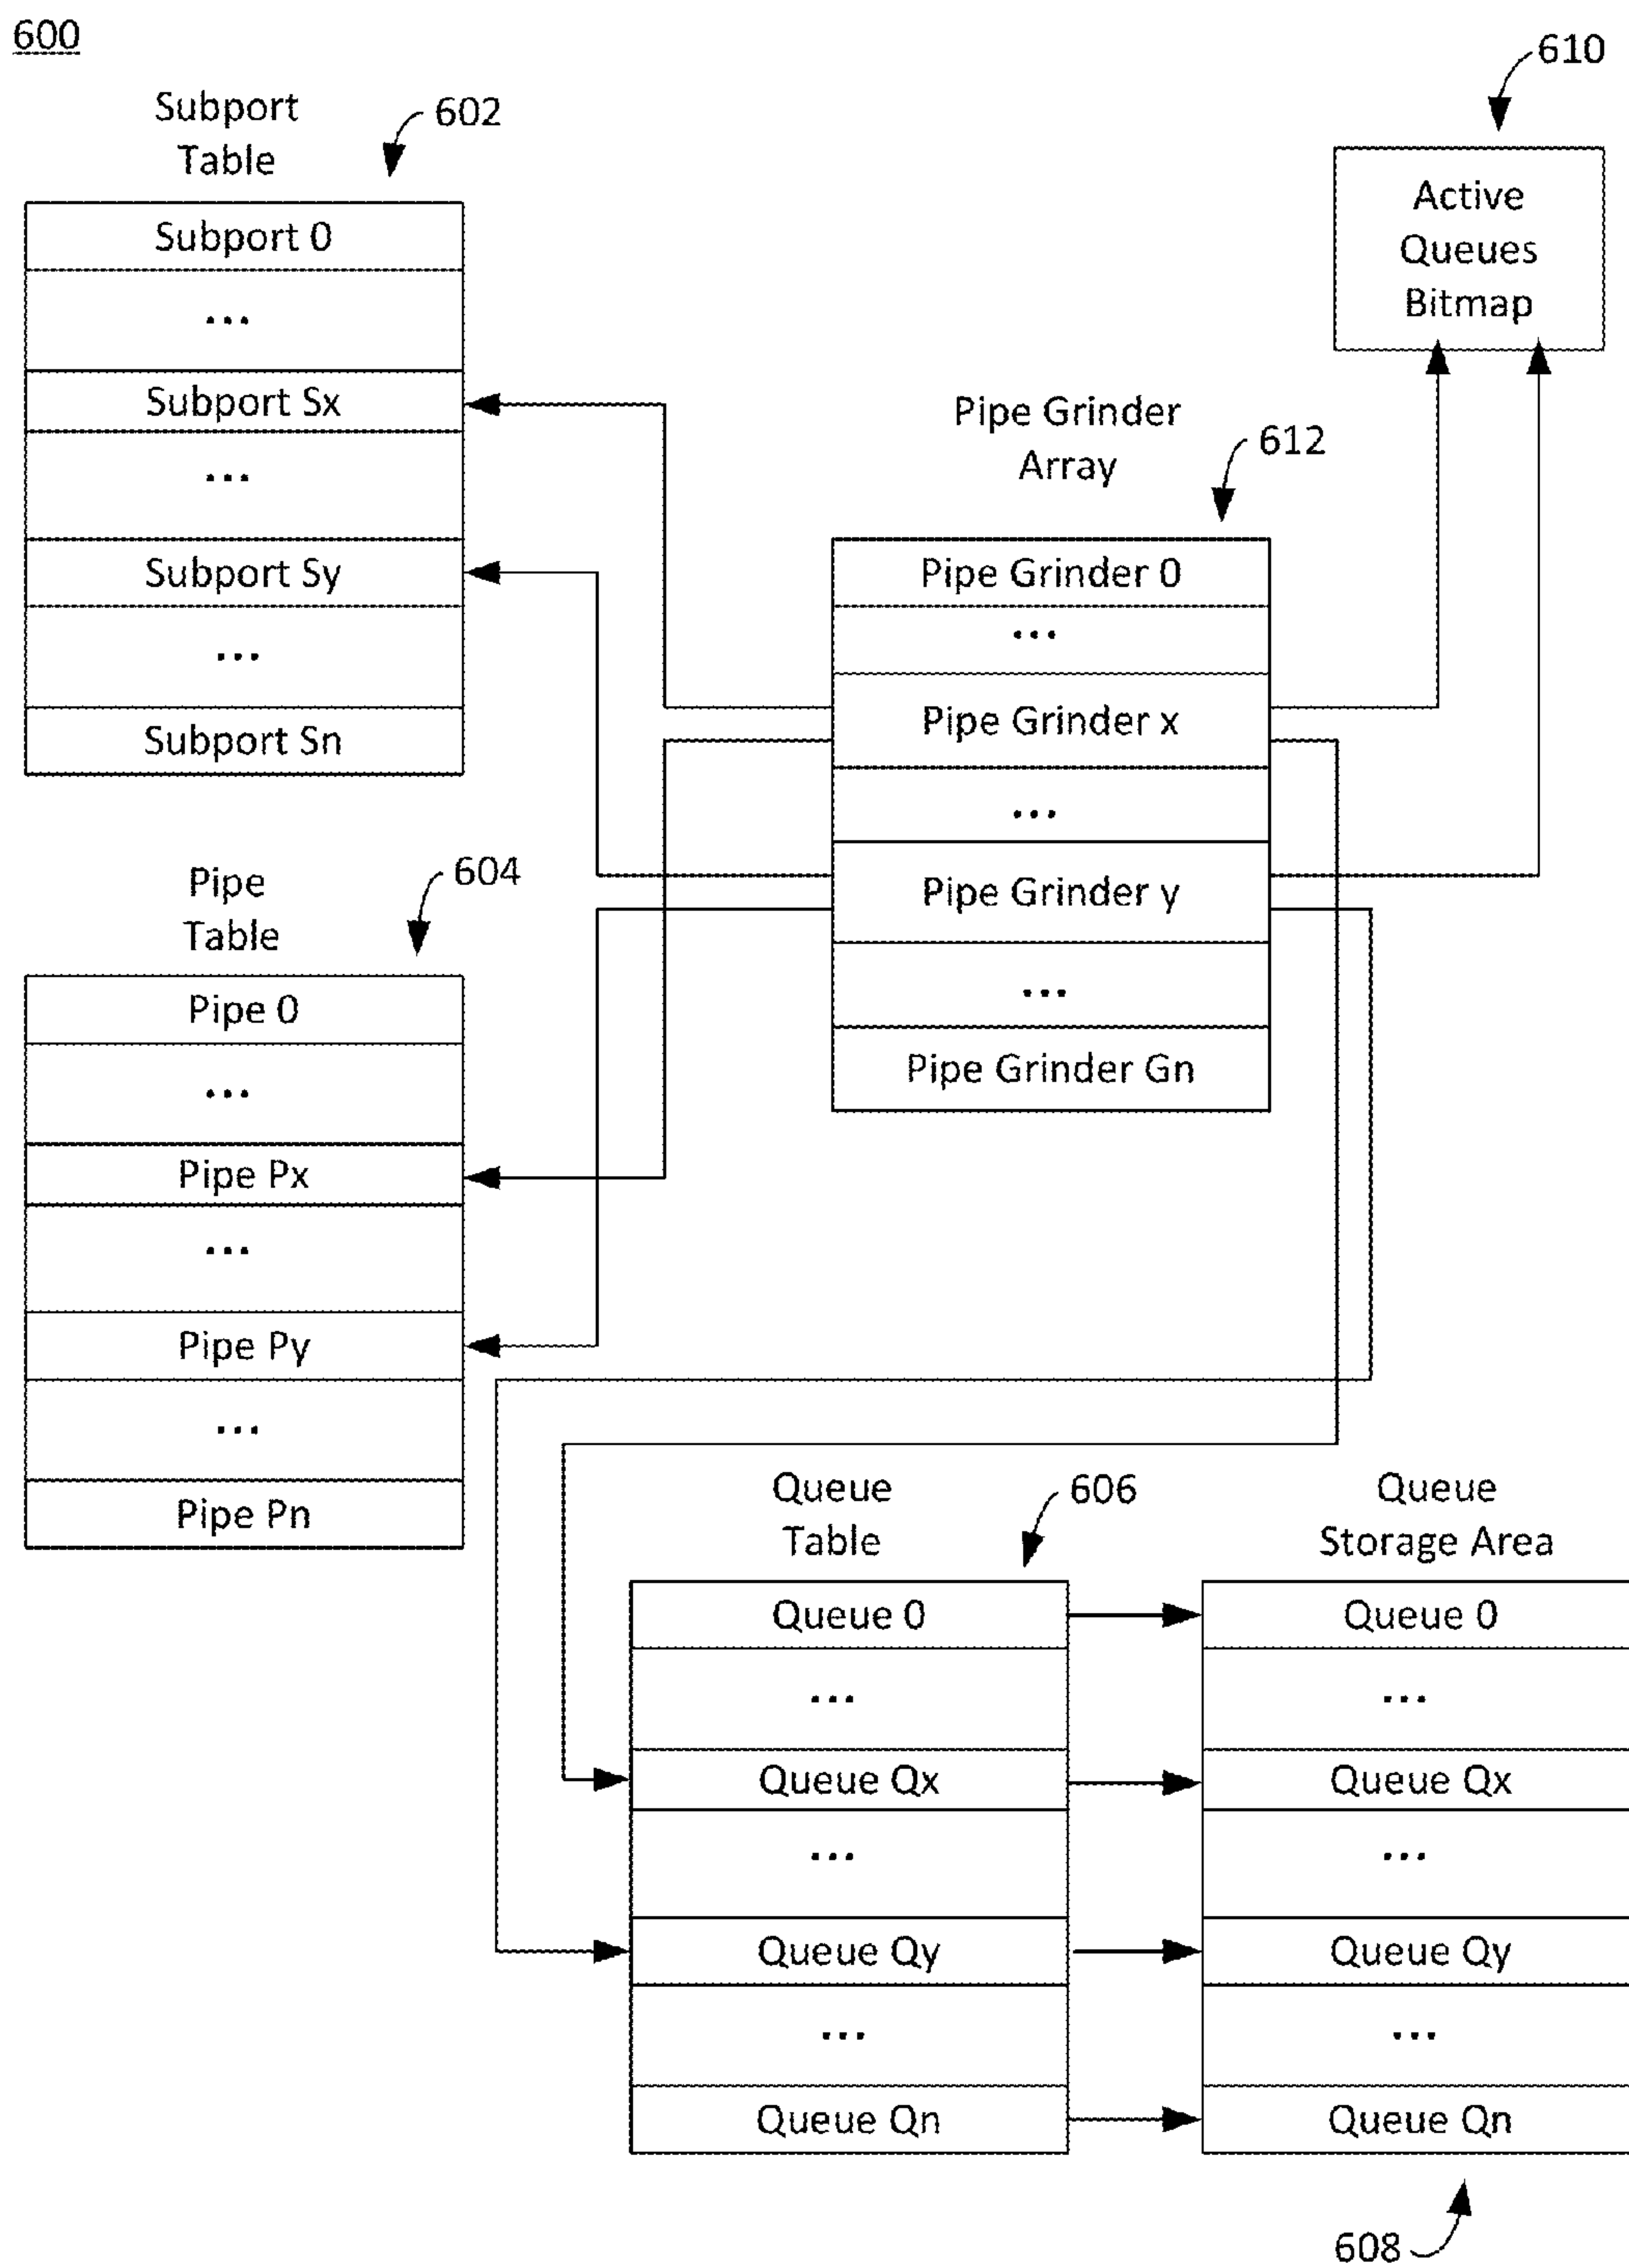 600
Subport
Table
602
Subport 0
...
Subport Sx
...
Subport Sy
...
Subport Sn
610
Active
Queues
Bitmap
Pipe Grinder
Array
612
Pipe Grinder 0
...
Pipe Grinder x
...
Pipe Grinder y
...
Pipe Grinder Gn
Pipe
Table
604
Pipe 0
...
Pipe Px
...
Pipe Py
...
Pipe Pn
Queue
Table
606
Queue 0
...
Queue Qx
...
Queue Qy
...
Queue Qn
Queue
Storage Area
Queue 0
...
Queue Qx
...
Queue Qy
...
Queue Qn
608